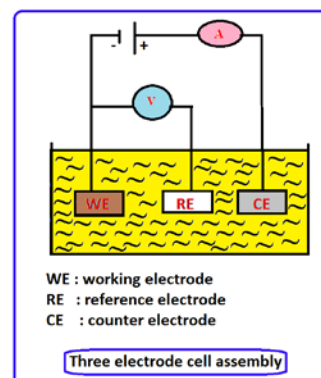 - +
A
V
WE RE CE
WE : working electrode
RE : reference electrode
CE : counter electrode
Three electrode cell assembly